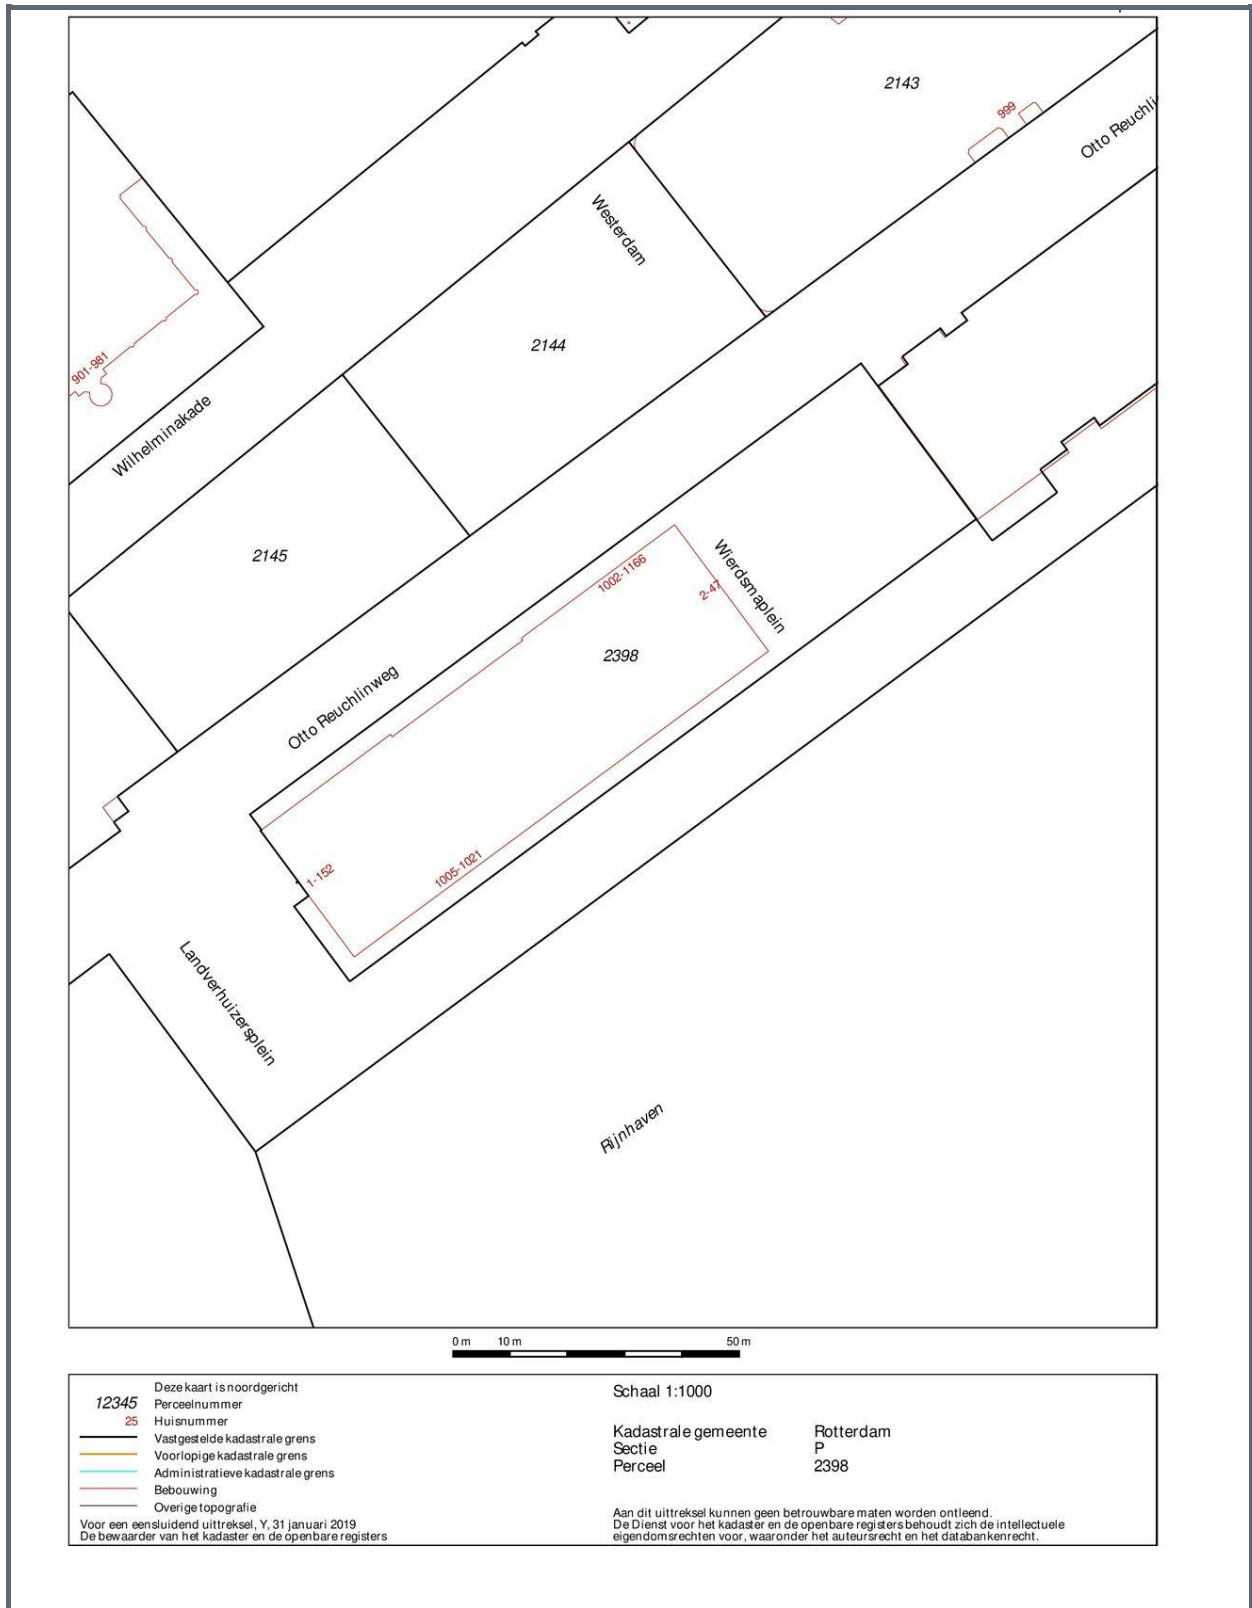 2143
999
Otto Reuchli
Westerdam
2144
901-981
Wilhelminakade
2145
1002-1166
Wierdsmaplein
2-47
2398
Otto Reuchlinweg
1-152
1005-1021
Landverhuizersplein
Rijnhaven
0 m 10 m 50 m
Deze kaart is noordgericht
12345 Perceelnummer
25 Huisnummer
Vastgestelde kadastrale grens
Voorlopige kadastrale grens
Administratieve kadastrale grens
Bebouwing
Overige topografie
Voor een eensluidend uittreksel, Y, 31 januari 2019
De bewaarder van het kadaster en de openbare registers
Schaal 1:1000
Kadastrale gemeente Rotterdam
Sectie P
Perceel 2398
Aan dit uittreksel kunnen geen betrouwbare maten worden ontleend.
De Dienst voor het kadaster en de openbare registers behoudt zich de intellectuele
eigendomsrechten voor, waaronder het auteursrecht en het databankenrecht.